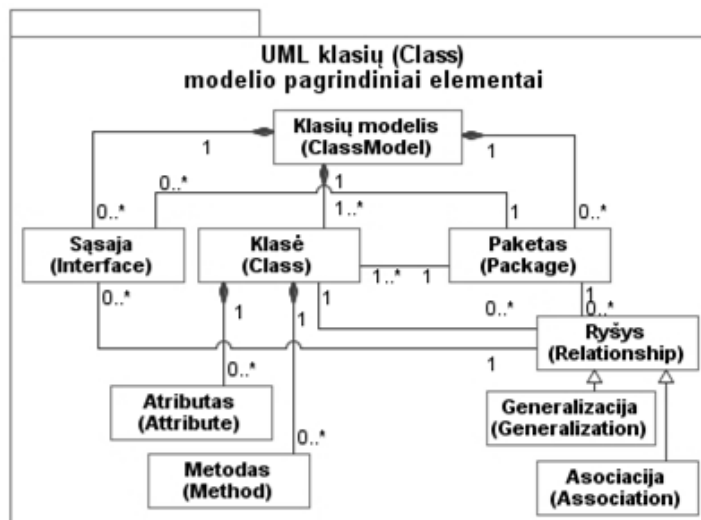 UML klasių (Class)
modelio pagrindiniai elementai
Klasių modelis
(ClassModel)
1
1
1
0..*
1..*
1
0..*
0..*
Sąsaja
(Interface)
Klasė
(Class)
Paketas
(Package)
1..*
1
0..*
1
1
1
1
0..*
0..*
Ryšys
(Relationship)
1
0..*
Atributas
(Attribute)
Generalizacija
(Generalization)
0..*
Metodas
(Method)
Asociacija
(Association)